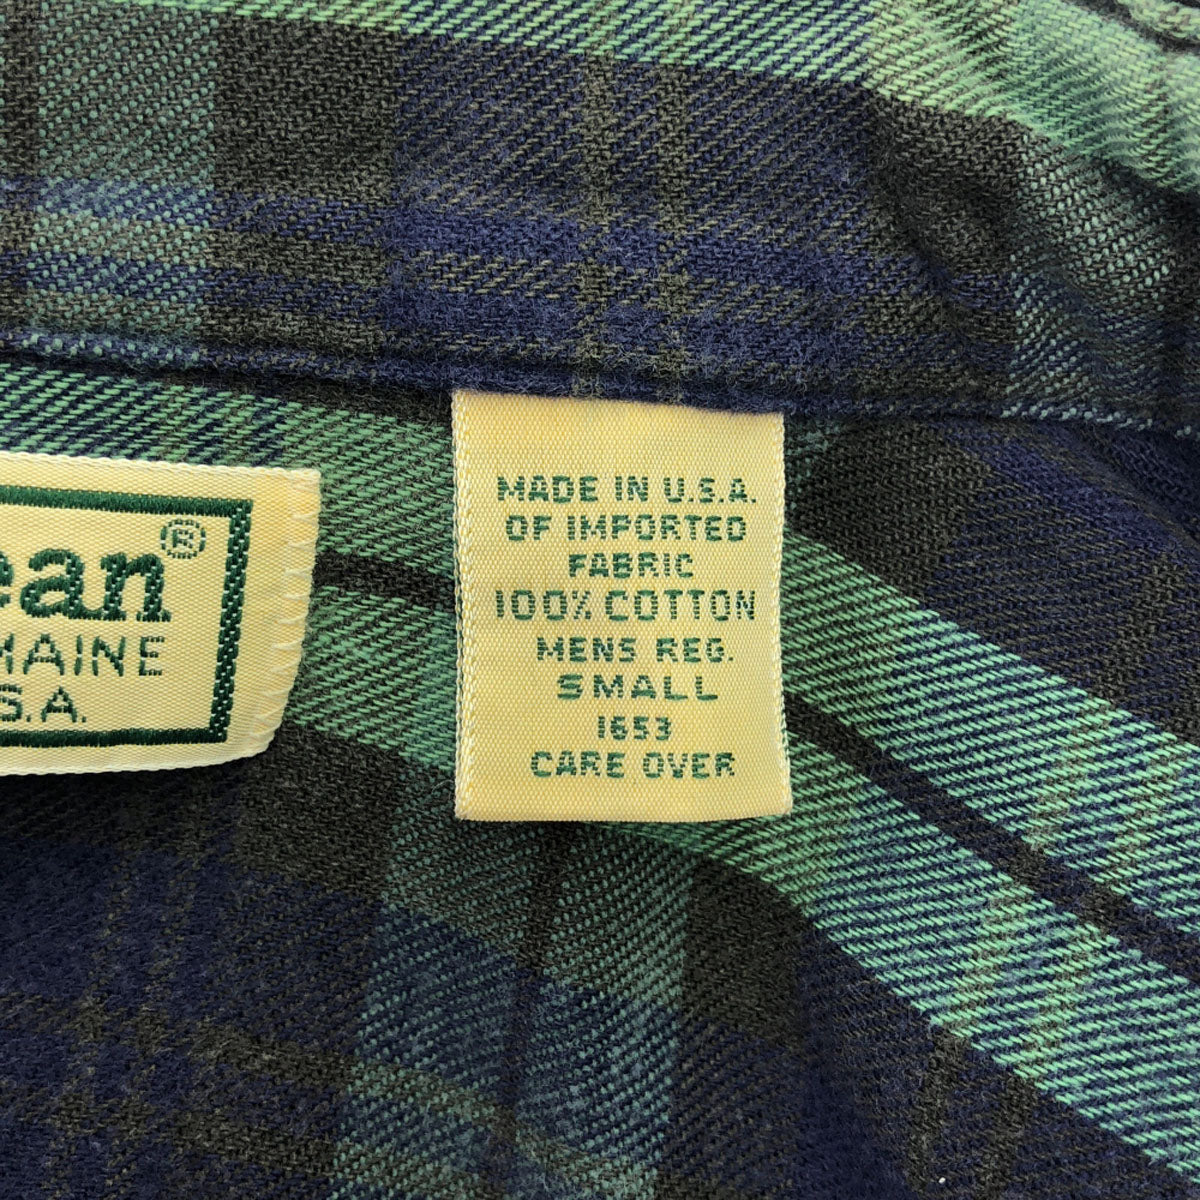 ean®
MAINE
S.A.
MADE IN U.S.A.
OF IMPORTED
FABRIC
100% COTTON
MENS REG.
SMALL
1653
CARE OVER